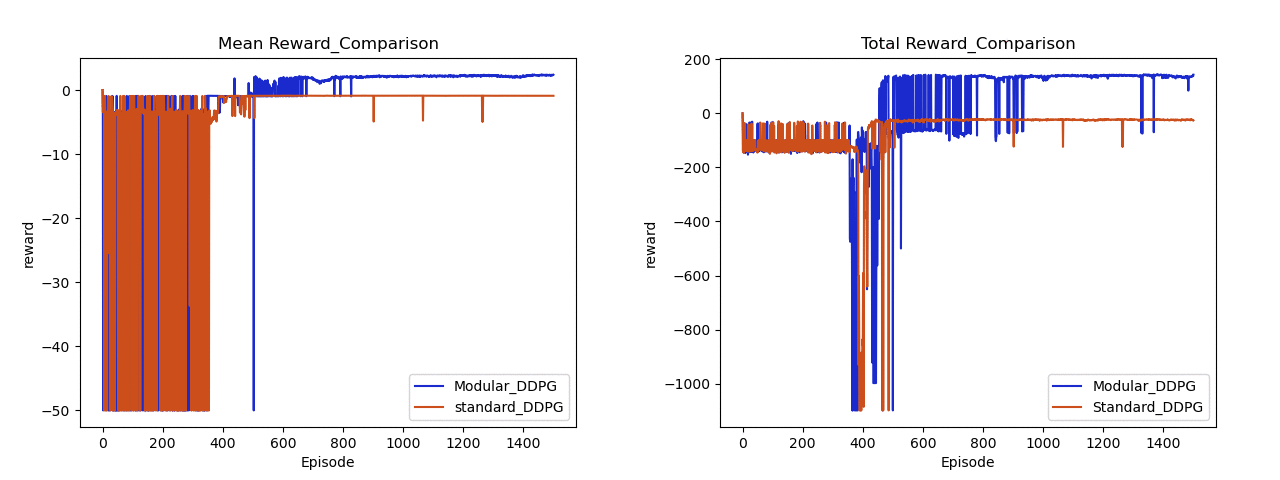 Mean Reward_Comparison
0
−10
−20
−30
−40
−50
reward
0
200
400
600
800
1000
1200
1400
Episode
Modular_DDPG
standard_DDPG
Total Reward_Comparison
200
0
−200
−400
−600
−800
−1000
reward
0
200
400
600
800
1000
1200
1400
Episode
Modular_DDPG
Standard_DDPG